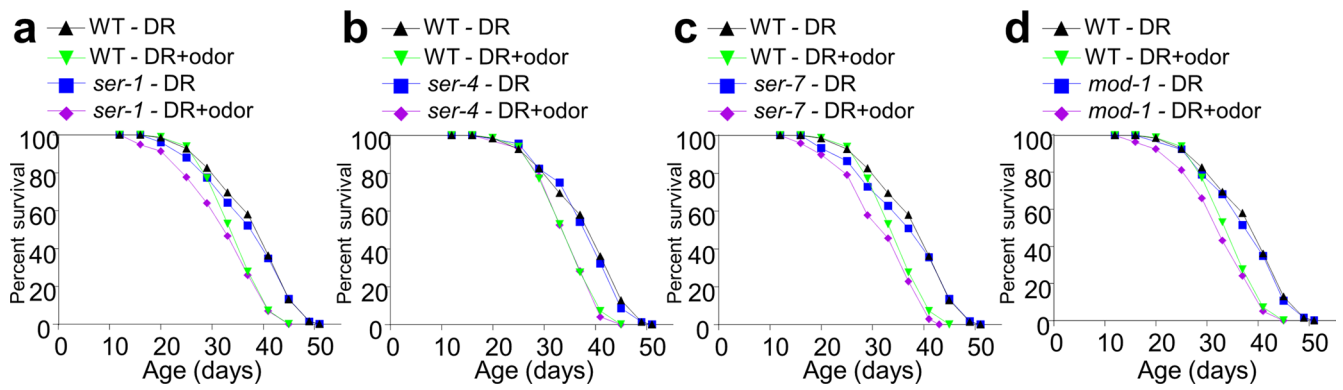 a
WT - DR
WT - DR+odor
ser-1 - DR
ser-1 - DR+odor
100
80
60
40
20
0
Percent survival
0 10 20 30 40 50
Age (days)
b
WT - DR
WT - DR+odor
ser-4 - DR
ser-4 - DR+odor
100
80
60
40
20
0
Percent survival
0 10 20 30 40 50
Age (days)
c
WT - DR
WT - DR+odor
ser-7 - DR
ser-7 - DR+odor
100
80
60
40
20
0
Percent survival
0 10 20 30 40 50
Age (days)
d
WT - DR
WT - DR+odor
mod-1 - DR
mod-1 - DR+odor
100
80
60
40
20
0
Percent survival
0 10 20 30 40 50
Age (days)